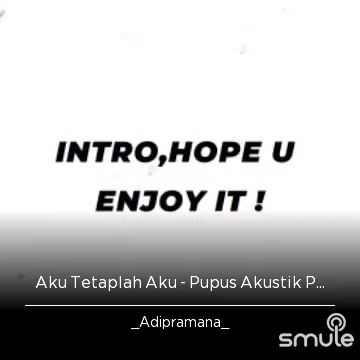 INTRO,HOPE U
ENJOY IT !
Aku Tetaplah Aku - Pupus Akustik P...
_Adipramana_
smule